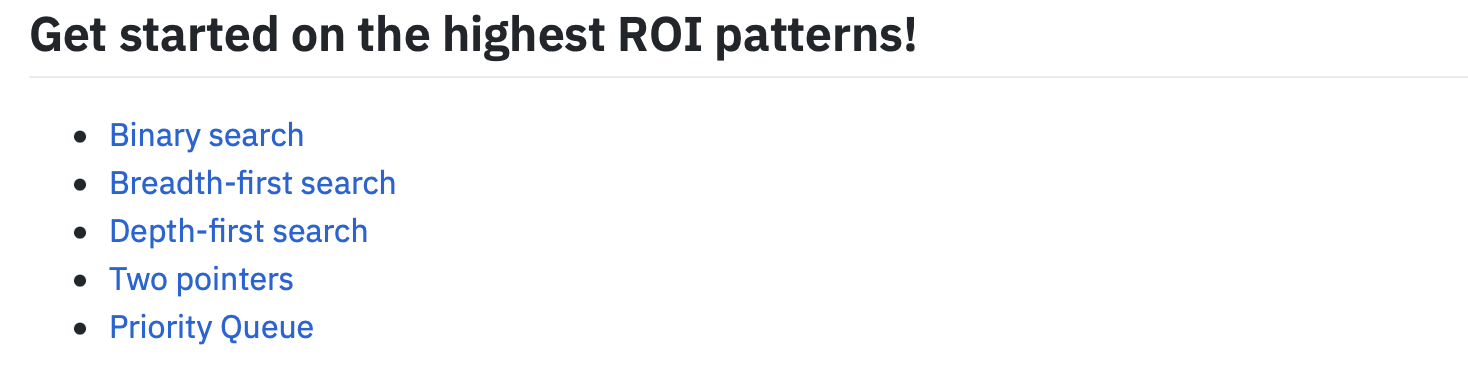 Get started on the highest ROI patterns!
Binary search
Breadth-first search
Depth-first search
Two pointers
Priority Queue